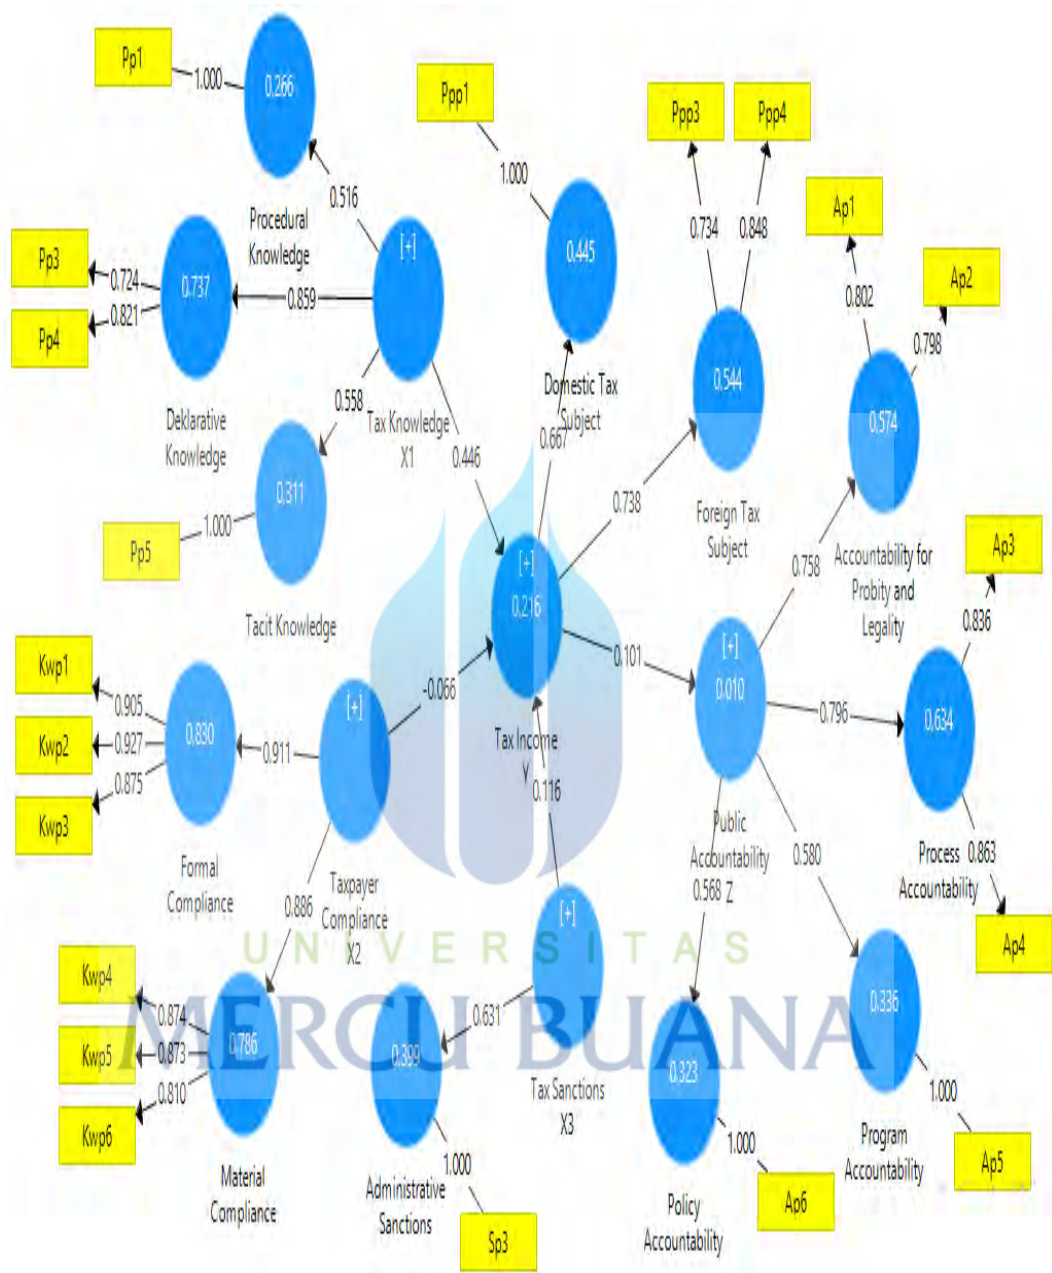 Pp1
1.000
0.266
Procedural
Knowledge
0.516
Ppp1
1.000
0.445
Domestic Tax
Subject
0.667
Ppp3
Ppp4
0.734
0.848
0.544
Foreign Tax
Subject
0.738
Ap1
Ap2
0.802
0.798
0.574
Accountability for
Probity and
Legality
0.758
Pp3
Pp4
0.724
0.821
0.737
Deklarative
Knowledge
0.859
[+]
Tax Knowledge
X1
0.558
0.446
Pp5
1.000
0.311
Tacit Knowledge
[+]
0.216
Tax Income
Y
0.101
[+]
0.010
Public
Accountability
Z
0.796
0.580
0.568
Ap3
0.836
0.634
Process
Accountability
0.863
Ap4
Kwp1
Kwp2
Kwp3
0.905
0.927
0.875
0.830
Formal
Compliance
0.911
[+]
Taxpayer
Compliance
X2
-0.066
0.886
0.116
[+]
Tax Sanctions
X3
0.631
UNIVERSITAS
MERCU BUANA
Kwp4
Kwp5
Kwp6
0.874
0.873
0.810
0.786
Material
Compliance
0.399
Administrative
Sanctions
1.000
Sp3
0.323
Policy
Accountability
1.000
Ap6
0.336
Program
Accountability
1.000
Ap5